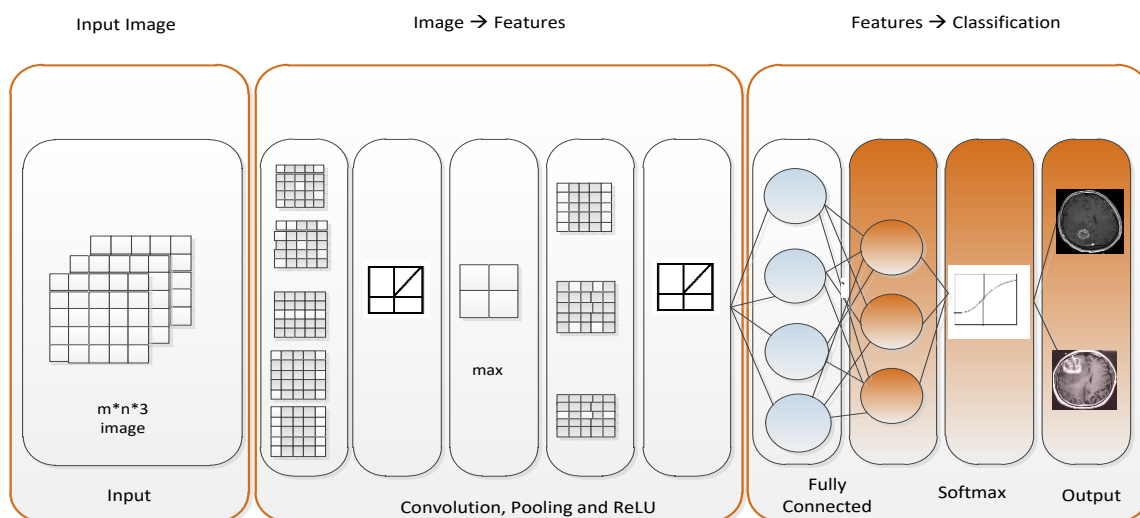 Input Image
Image → Features
Features → Classification
m*n*3
image
max
Input
Convolution, Pooling and ReLU
Fully
Connected
Softmax
Output